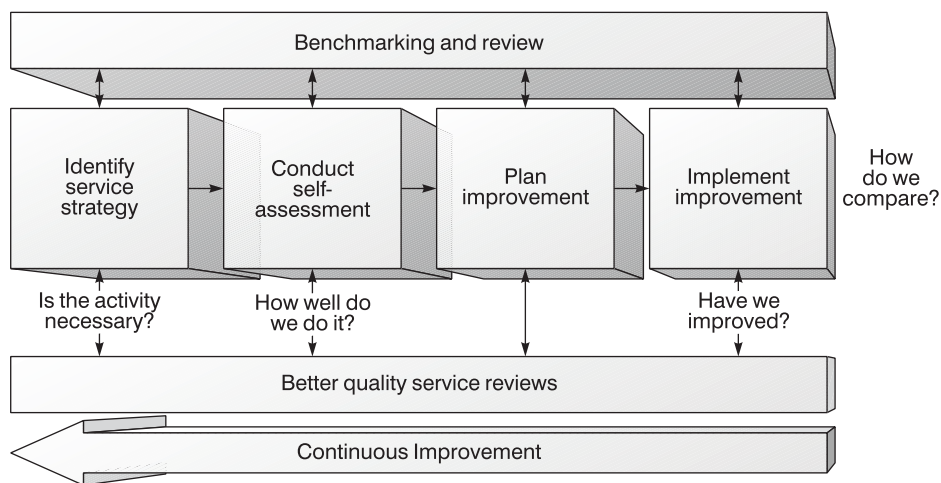 Benchmarking and review
Identify
service
strategy
Conduct
self-
assessment
Plan
improvement
Implement
improvement
How
do we
compare?
Is the activity
necessary?
How well do
we do it?
Have we
improved?
Better quality service reviews
Continuous Improvement